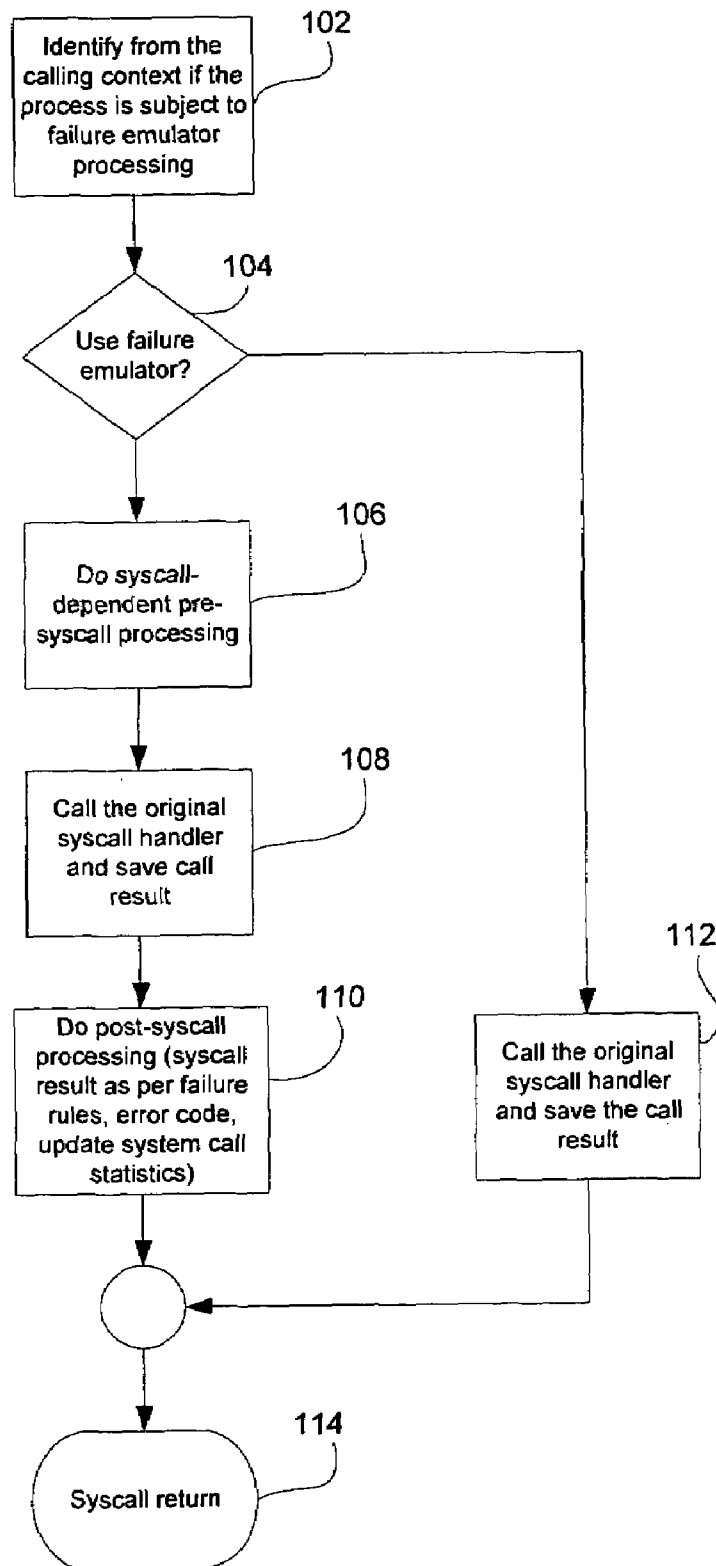 102
Identify from the
calling context if the
process is subject to
failure emulator
processing
104
Use failure
emulator?
106
Do syscall-
dependent pre-
syscall processing
108
Call the original
syscall handler
and save call
result
110
Do post-syscall
processing (syscall
result as per failure
rules, error code,
update system call
statistics)
112
Call the original
syscall handler
and save the call
result
114
Syscall return